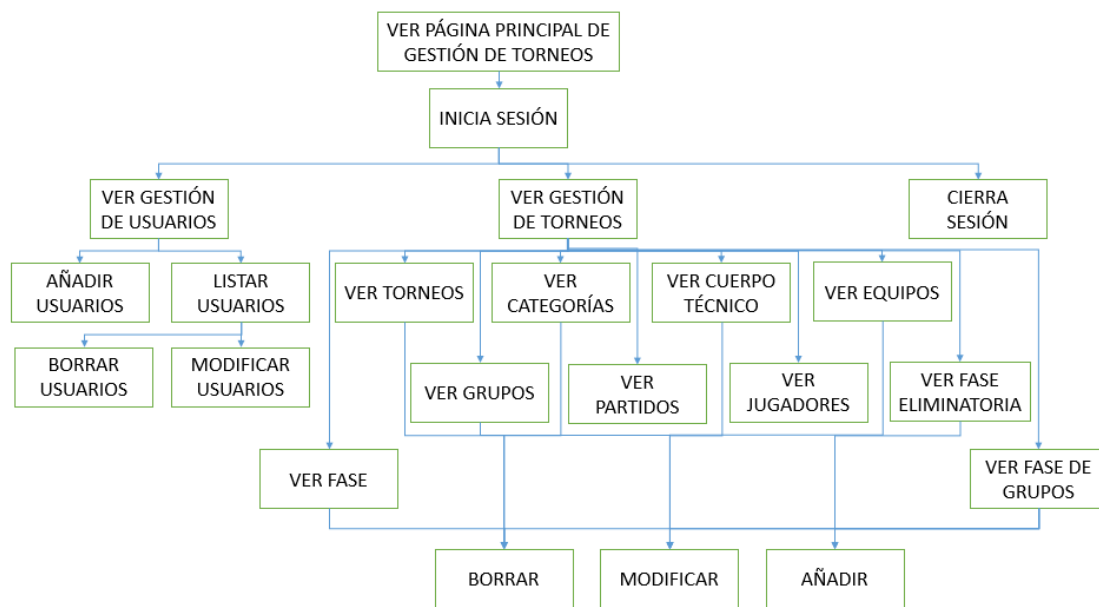 VER PÁGINA PRINCIPAL DE
GESTIÓN DE TORNEOS
INICIA SESIÓN
VER GESTIÓN
DE USUARIOS
VER GESTIÓN
DE TORNEOS
CIERRA
SESIÓN
AÑADIR
USUARIOS
LISTAR
USUARIOS
VER TORNEOS
VER
CATEGORÍAS
VER CUERPO
TÉCNICO
VER EQUIPOS
BORRAR
USUARIOS
MODIFICAR
USUARIOS
VER GRUPOS
VER
PARTIDOS
VER
JUGADORES
VER FASE
ELIMINATORIA
VER FASE
VER FASE DE
GRUPOS
BORRAR
MODIFICAR
AÑADIR